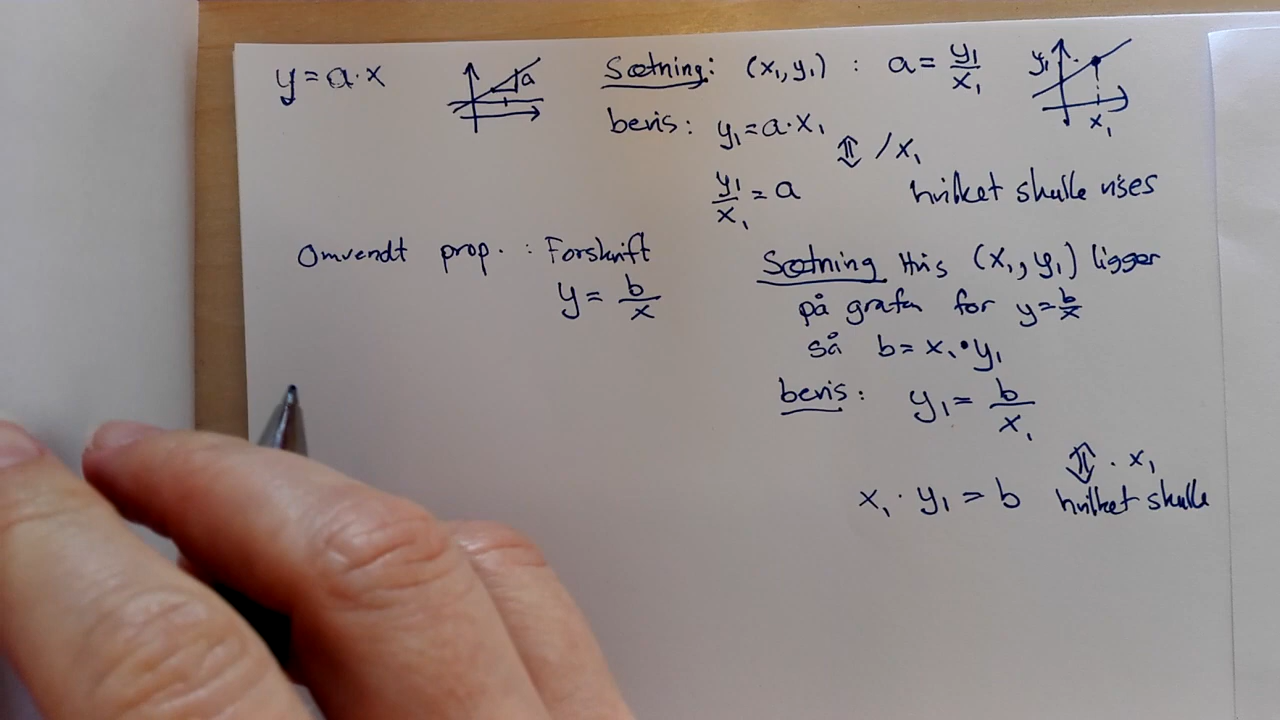 y = a·x
a
Sætning: (x₁, y₁) : a = y₁/x₁
y₁
x₁
bevis: y₁ = a·x₁
⇕ /x₁
y₁/x₁ = a hvilket skulle vises
Omvendt prop. : Forskrift
y = b/x
Sætning Hvis (x₁, y₁) ligger
på grafen for y = b/x
så b = x₁·y₁
bevis: y₁ = b/x₁
⇕ · x₁
x₁ · y₁ = b hvilket skulle